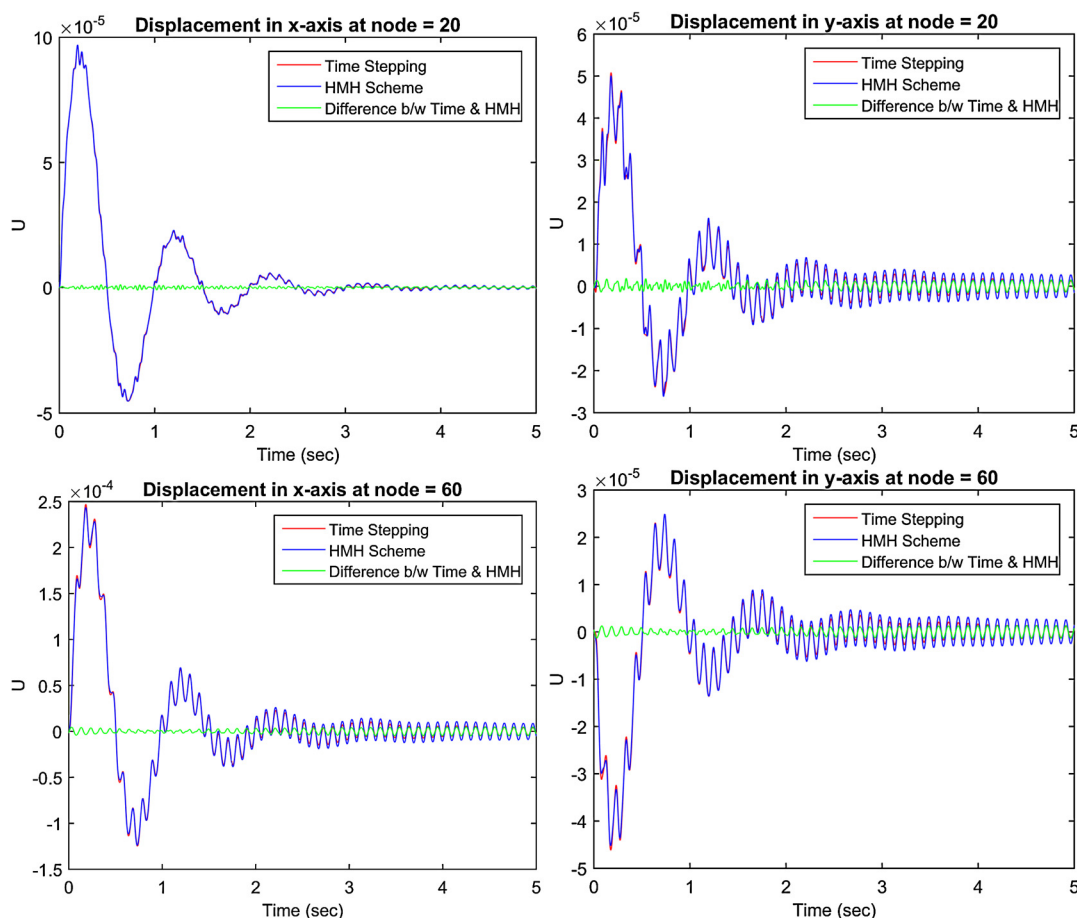 Displacement in x-axis at node = 20
×10-5
10
5
0
-5
U
0
1
2
3
4
5
Time (sec)
Time Stepping
HMH Scheme
Difference b/w Time & HMH
Displacement in y-axis at node = 20
×10-5
6
5
4
3
2
1
0
-1
-2
-3
U
0
1
2
3
4
5
Time (sec)
Time Stepping
HMH Scheme
Difference b/w Time & HMH
Displacement in x-axis at node = 60
×10-4
2.5
2
1.5
1
0.5
0
-0.5
-1
-1.5
U
0
1
2
3
4
5
Time (sec)
Time Stepping
HMH Scheme
Difference b/w Time & HMH
Displacement in y-axis at node = 60
×10-5
3
2
1
0
-1
-2
-3
-4
-5
U
0
1
2
3
4
5
Time (sec)
Time Stepping
HMH Scheme
Difference b/w Time & HMH